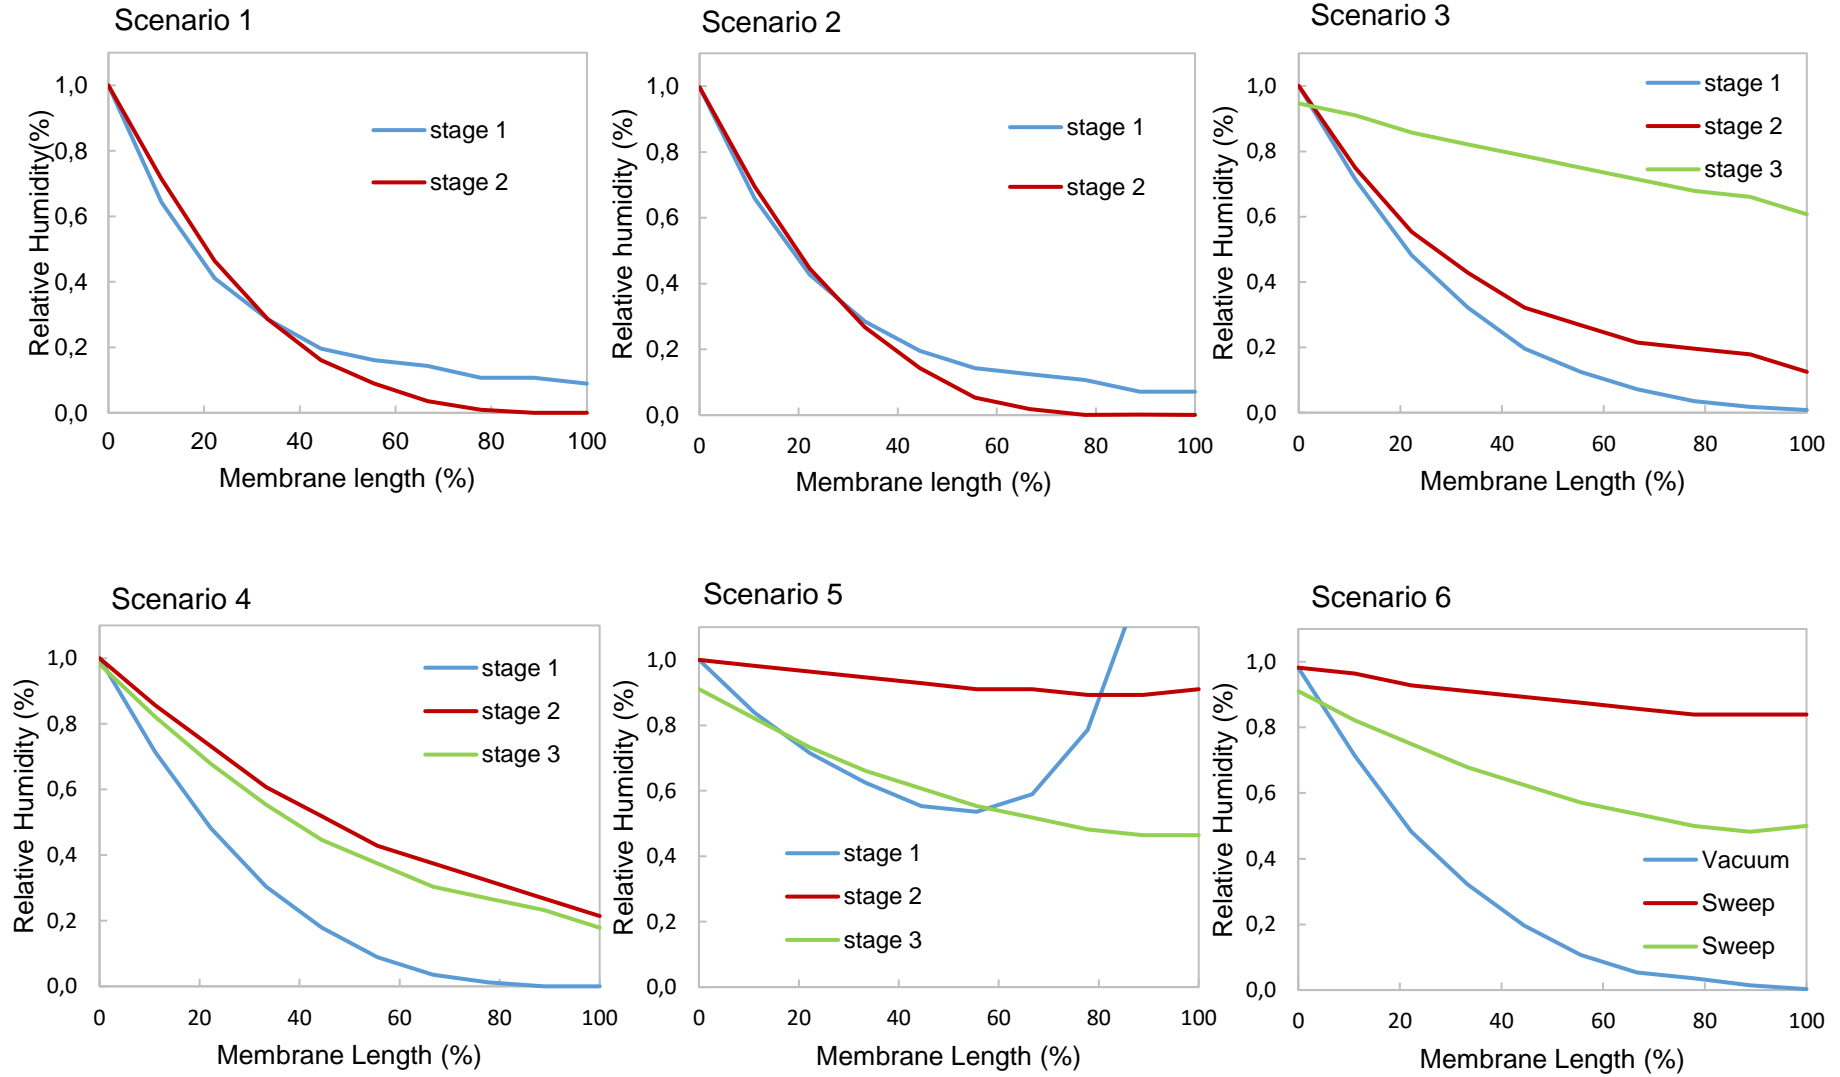 Scenario 1
Relative Humidity(%)
1,0
0,8
0,6
0,4
0,2
0,0
0 20 40 60 80 100
Membrane length (%)
stage 1
stage 2
Scenario 2
Relative humidity (%)
1,0
0,8
0,6
0,4
0,2
0,0
0 20 40 60 80 100
Membrane length (%)
stage 1
stage 2
Scenario 3
Relative Humidity (%)
1,0
0,8
0,6
0,4
0,2
0,0
0 20 40 60 80 100
Membrane Length (%)
stage 1
stage 2
stage 3
Scenario 4
Relative Humidity (%)
1,0
0,8
0,6
0,4
0,2
0,0
0 20 40 60 80 100
Membrane Length (%)
stage 1
stage 2
stage 3
Scenario 5
Relative Humidity (%)
1,0
0,8
0,6
0,4
0,2
0,0
0 20 40 60 80 100
Membrane Length (%)
stage 1
stage 2
stage 3
Scenario 6
Relative Humidity (%)
1,0
0,8
0,6
0,4
0,2
0,0
0 20 40 60 80 100
Membrane Length (%)
Vacuum
Sweep
Sweep